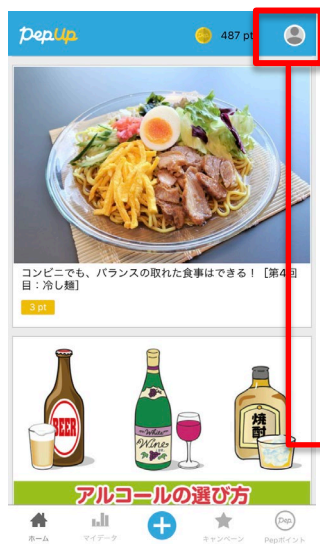 PepUp
487 pt
コンビニでも、バランスの取れた食事はできる！［第4回
目：冷し麺］
3 pt
BEER
White
Wine
焼酎
アルコールの選び方
ホーム
マイデータ
キャンペーン
Pep.
Pepポイント